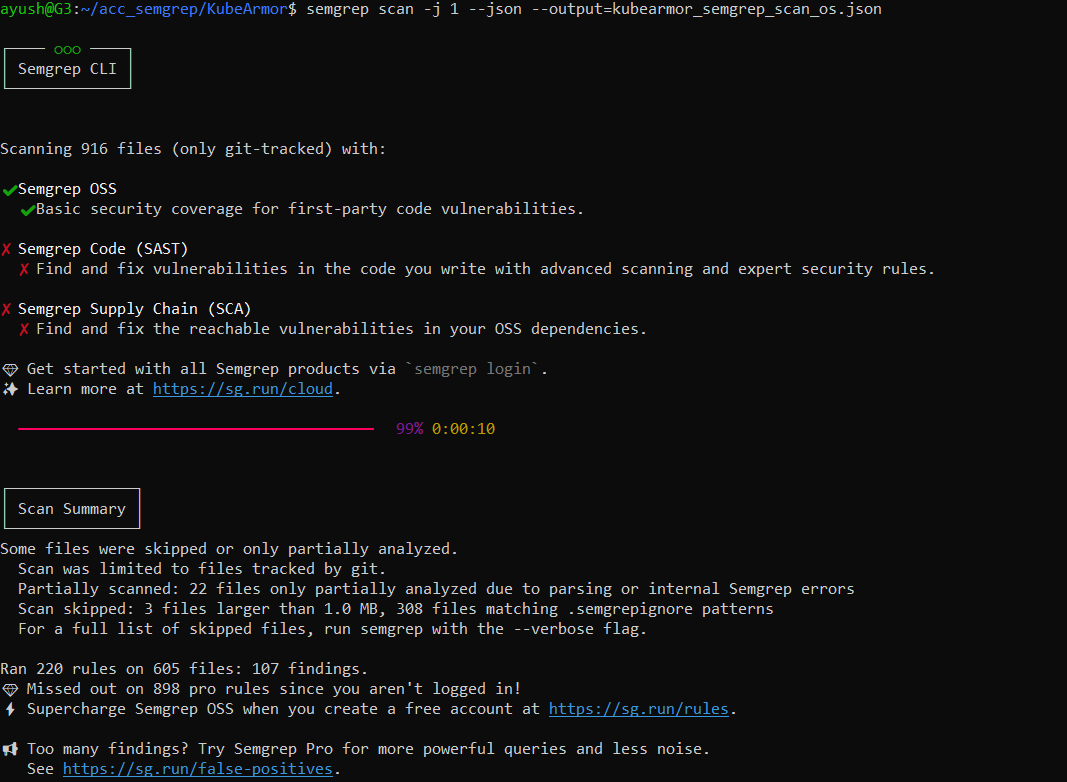 ayush@G3:~/acc_semgrep/KubeArmor$ semgrep scan -j 1 --json --output=kubearmor_semgrep_scan_os.json
○○○
Semgrep CLI
Scanning 916 files (only git-tracked) with:
✔Semgrep OSS
✔Basic security coverage for first-party code vulnerabilities.
✘ Semgrep Code (SAST)
✘ Find and fix vulnerabilities in the code you write with advanced scanning and expert security rules.
✘ Semgrep Supply Chain (SCA)
✘ Find and fix the reachable vulnerabilities in your OSS dependencies.
💎 Get started with all Semgrep products via `semgrep login`.
✨ Learn more at https://sg.run/cloud.
99% 0:00:10
Scan Summary
Some files were skipped or only partially analyzed.
Scan was limited to files tracked by git.
Partially scanned: 22 files only partially analyzed due to parsing or internal Semgrep errors
Scan skipped: 3 files larger than 1.0 MB, 308 files matching .semgrepignore patterns
For a full list of skipped files, run semgrep with the --verbose flag.
Ran 220 rules on 605 files: 107 findings.
💎 Missed out on 898 pro rules since you aren't logged in!
⚡ Supercharge Semgrep OSS when you create a free account at https://sg.run/rules.
📢 Too many findings? Try Semgrep Pro for more powerful queries and less noise.
See https://sg.run/false-positives.